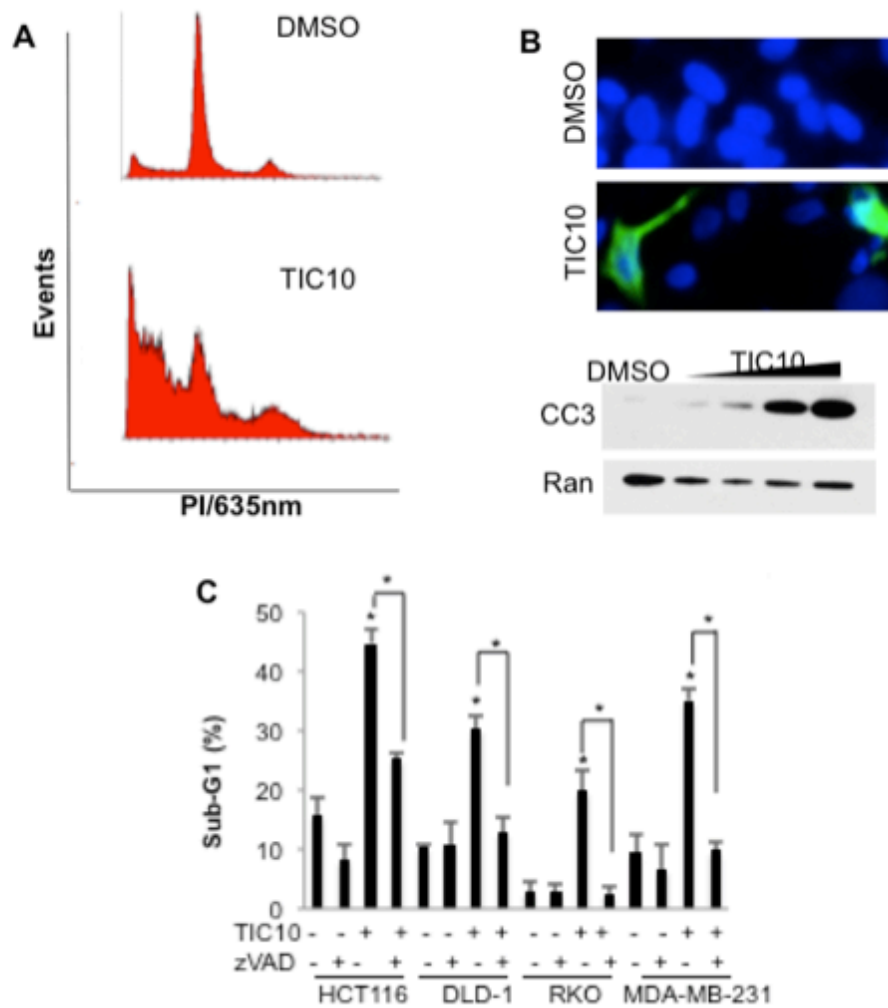 A
DMSO
TIC10
Events
PI/635nm
B
DMSO
TIC10
DMSO TIC10
CC3
Ran
C
* * * * * * * *
50
40
30
20
10
0
Sub-G1 (%)
TIC10 - - + + - - + + - - + + - - + +
zVAD - + - + - + - + - + - + - + - +
HCT116 DLD-1 RKO MDA-MB-231